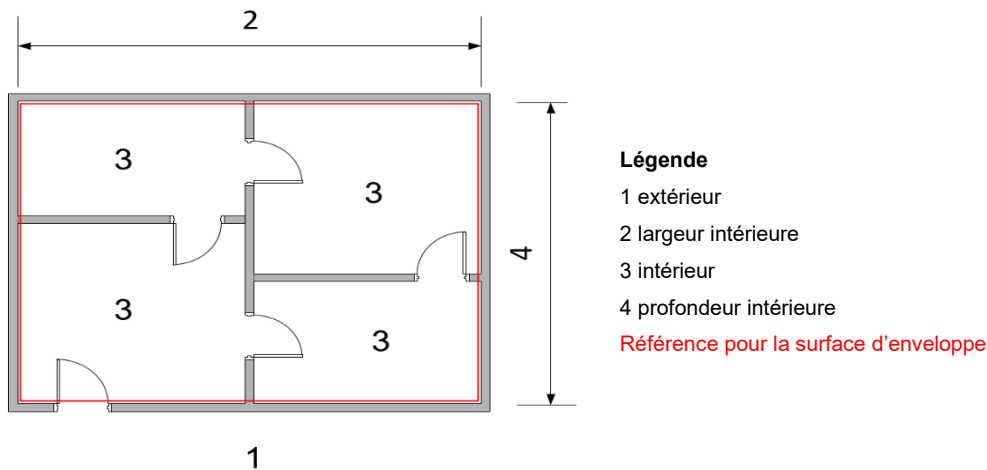 2
3
3
3
3
4
1
Légende
1 extérieur
2 largeur intérieure
3 intérieur
4 profondeur intérieure
Référence pour la surface d’enveloppe